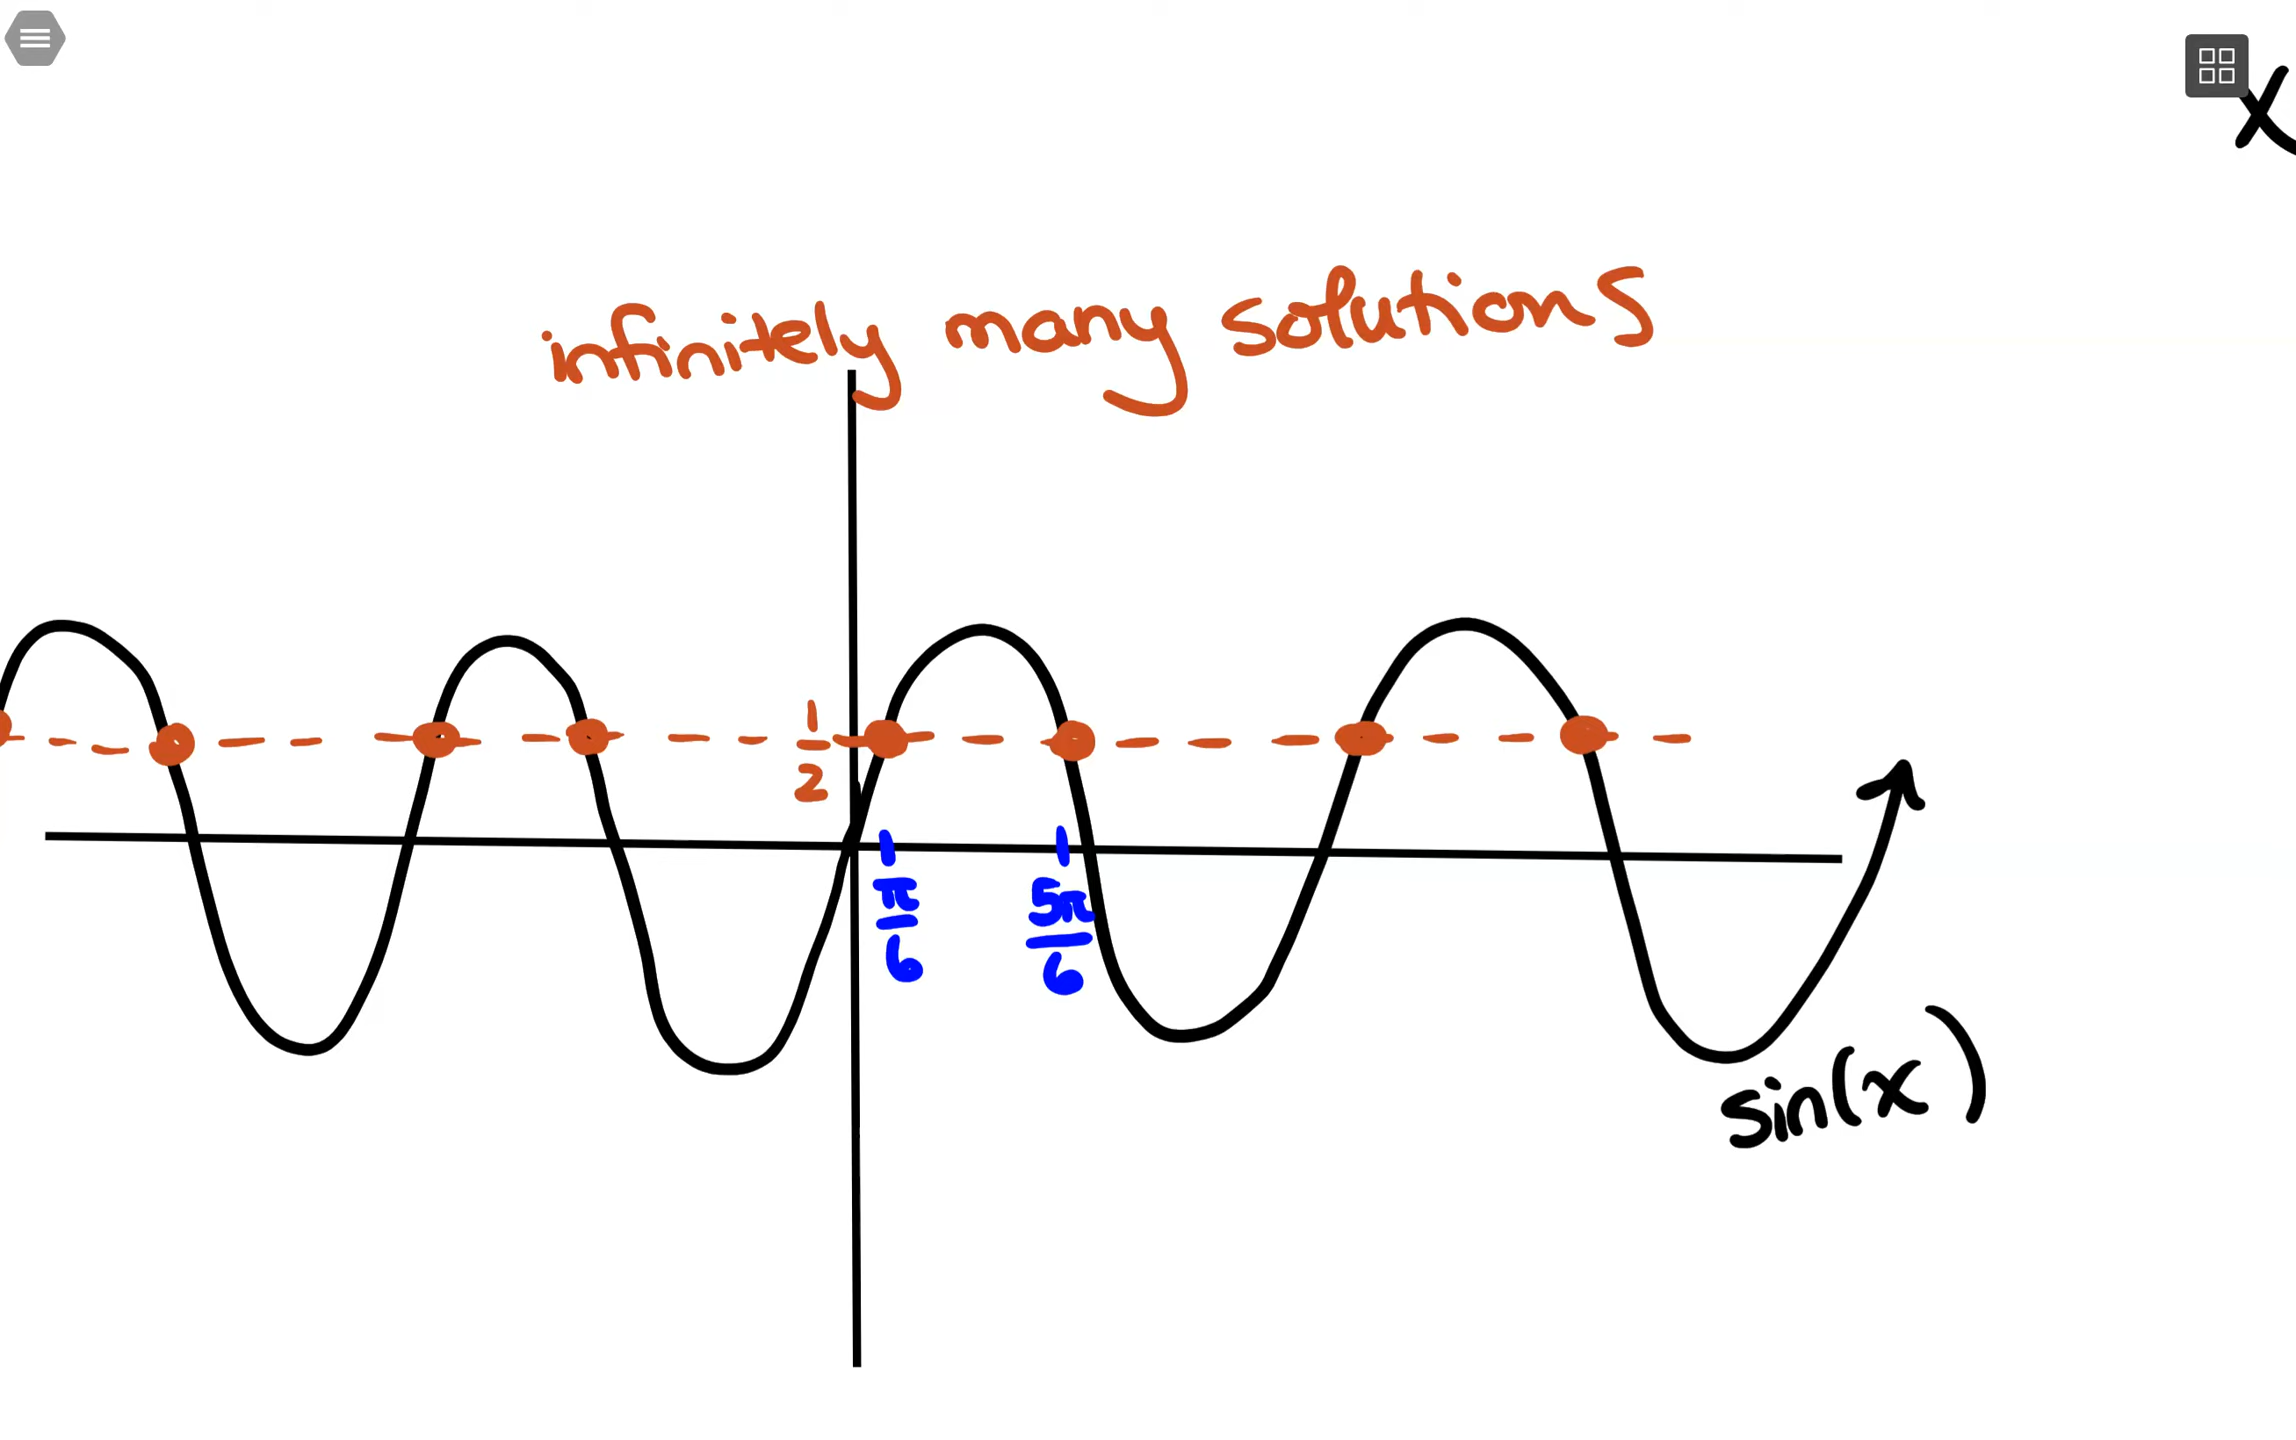 x
infinitely many solutions
1/2
π/6
5π/6
sin(x)